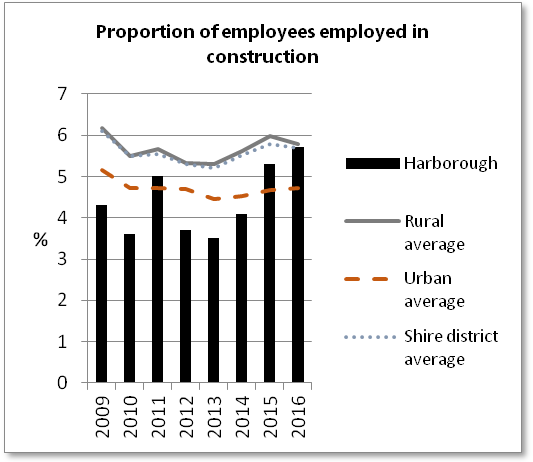 Proportion of employees employed in
construction
7
6
5
4
3
2
1
0
%
2009
2010
2011
2012
2013
2014
2015
2016
Harborough
Rural
average
Urban
average
Shire district
average